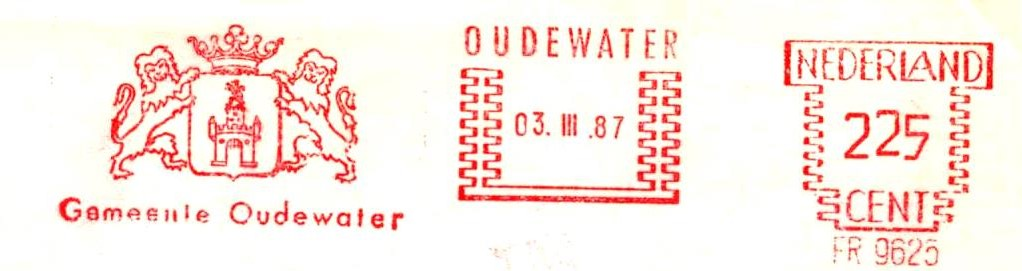 Gemeente Oudewater
OUDEWATER
03. III .87
NEDERLAND
225
CENT
FR 9625